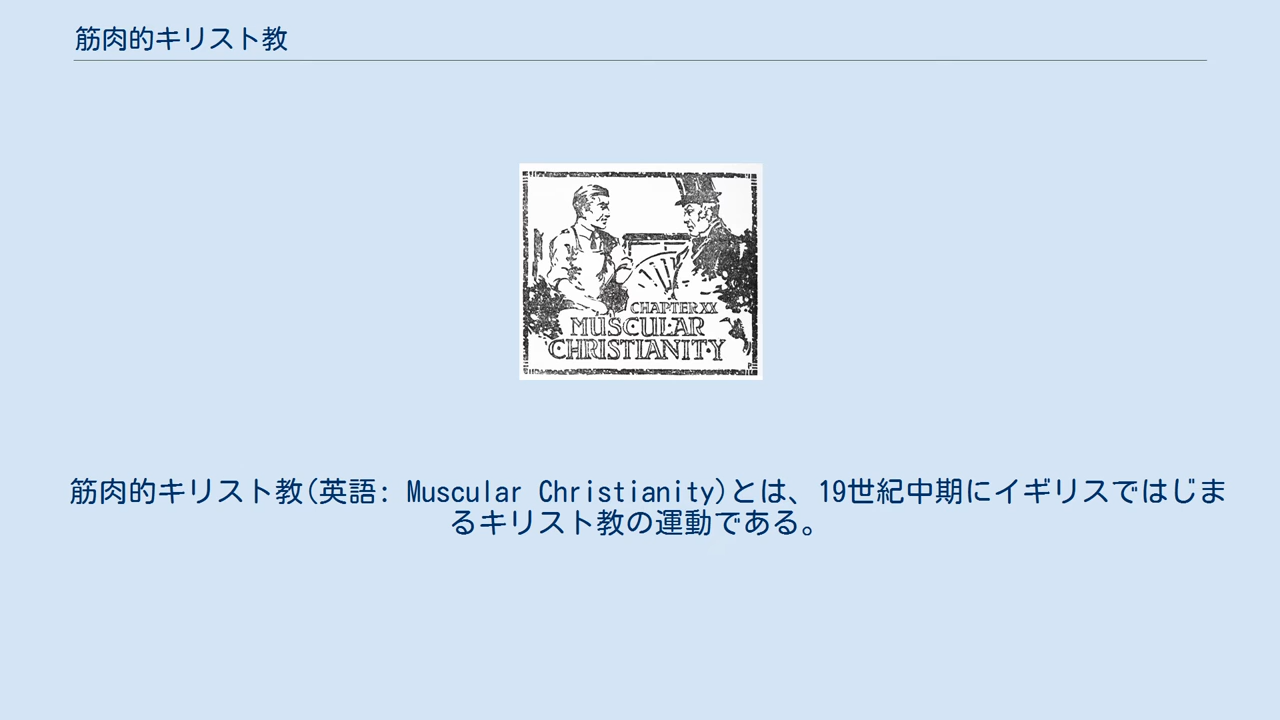 筋肉的キリスト教
CHAPTER XX
MUSCULAR
CHRISTIANITY
筋肉的キリスト教(英語: Muscular Christianity)とは、19世紀中期にイギリスではじま
るキリスト教の運動である。